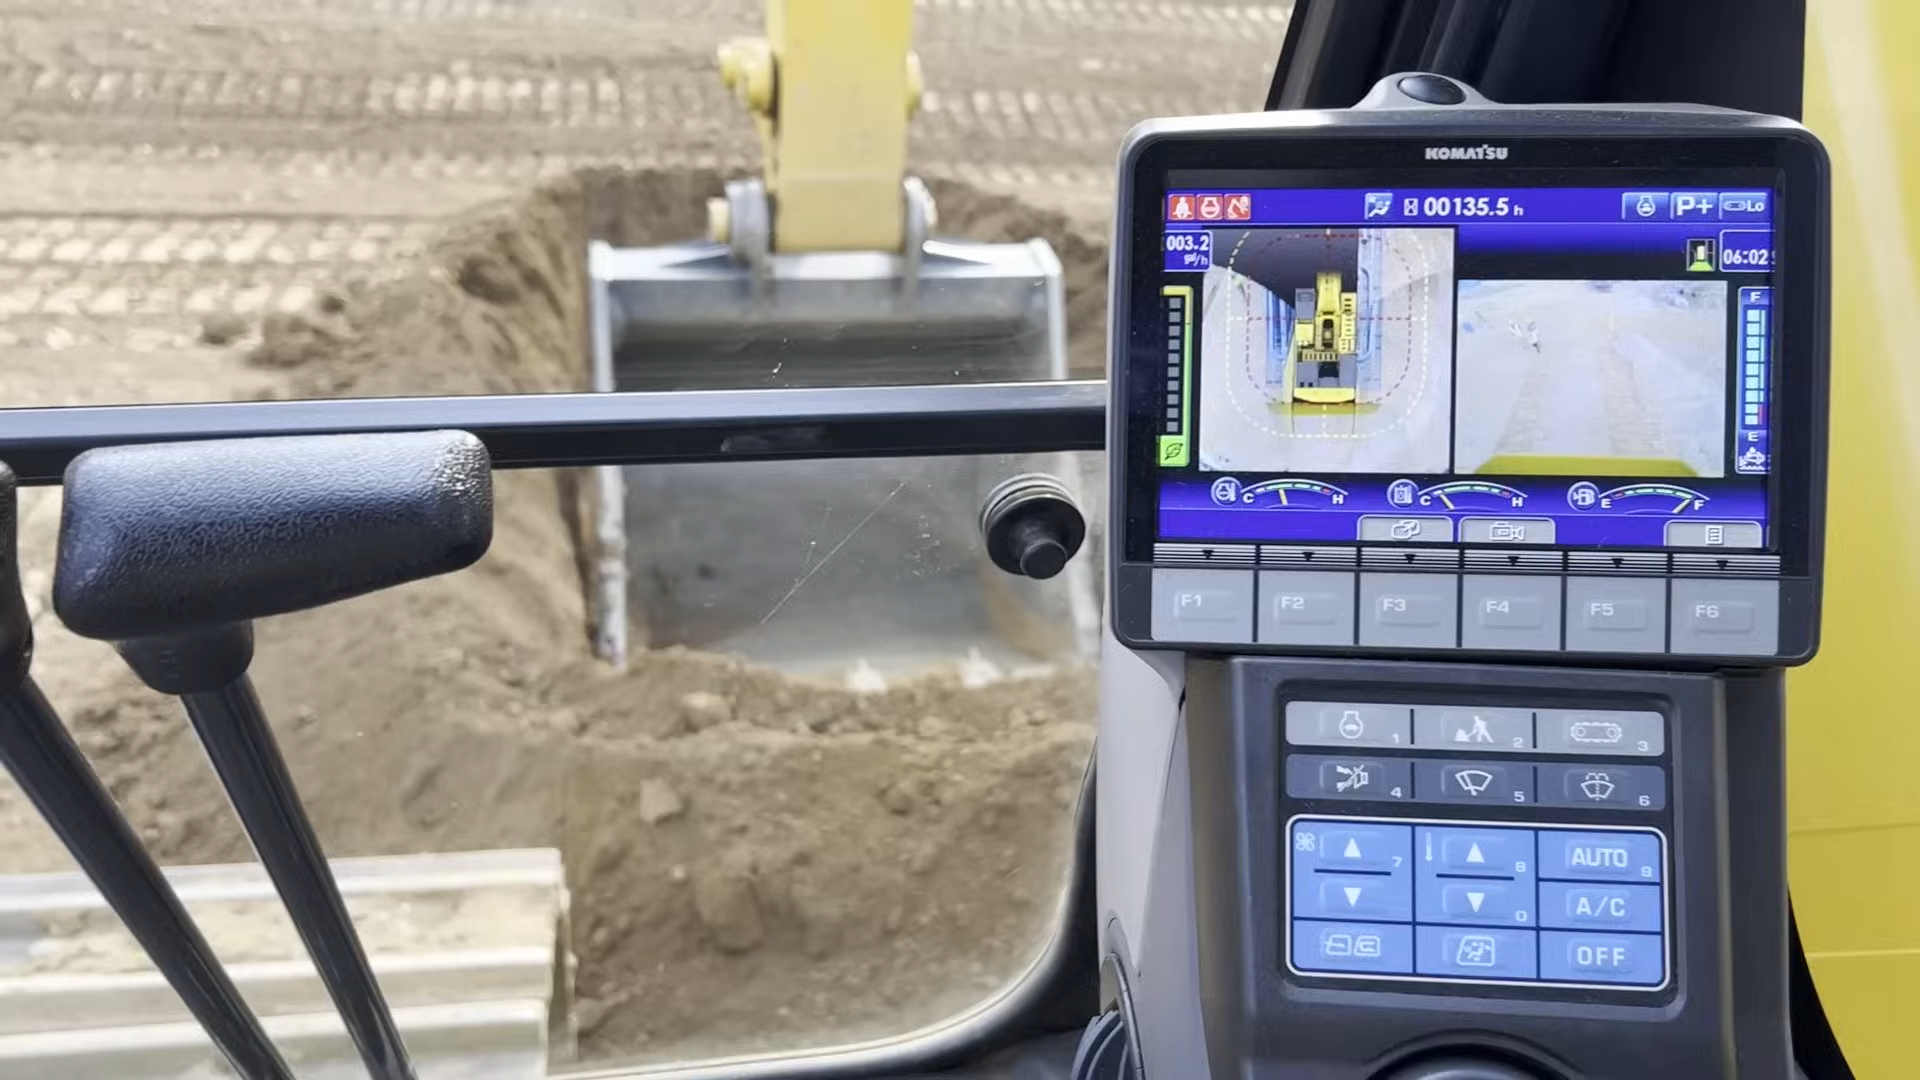 KOMATSU
00135.5 h
P+
Lo
003.2
gal/h
06:02
F
E
C H
C H
E F
F1 F2 F3 F4 F5 F6
1 2 3
4 5 6
7 8 AUTO 9
0 A/C
OFF